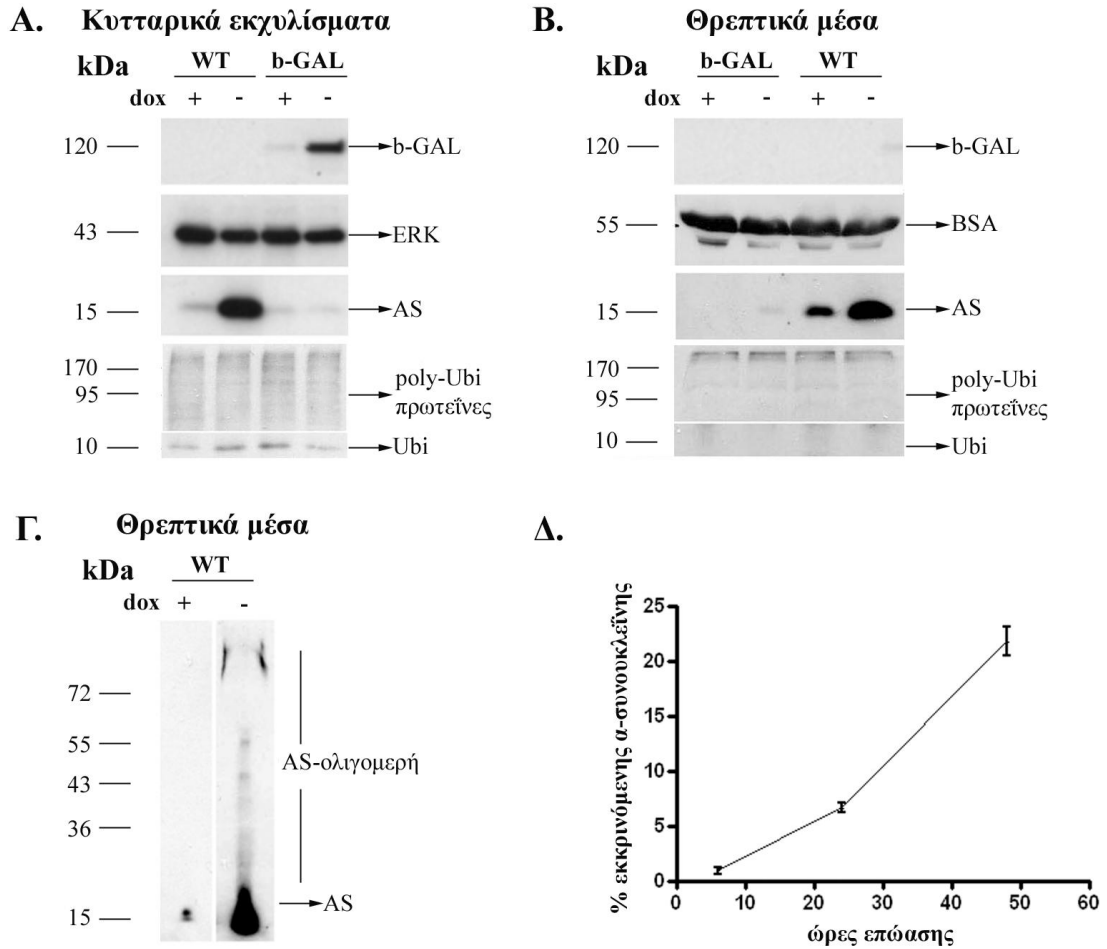 Α. Κυτταρικά εκχυλίσματα
kDa WT b-GAL
dox + - + -
120 b-GAL
43 ERK
15 AS
170
95
poly-Ubi
πρωτεΐνες
10 Ubi
Β. Θρεπτικά μέσα
kDa b-GAL WT
dox + - + -
120 b-GAL
55 BSA
15 AS
170
95
poly-Ubi
πρωτεΐνες
10 Ubi
Γ. Θρεπτικά μέσα
kDa WT
dox + -
72
55
43
36
15
AS-ολιγομερή
AS
Δ.
% εκκρινόμενης α-συνουκλεΐνης
25
20
15
10
5
0
0 10 20 30 40 50 60
ώρες επώασης